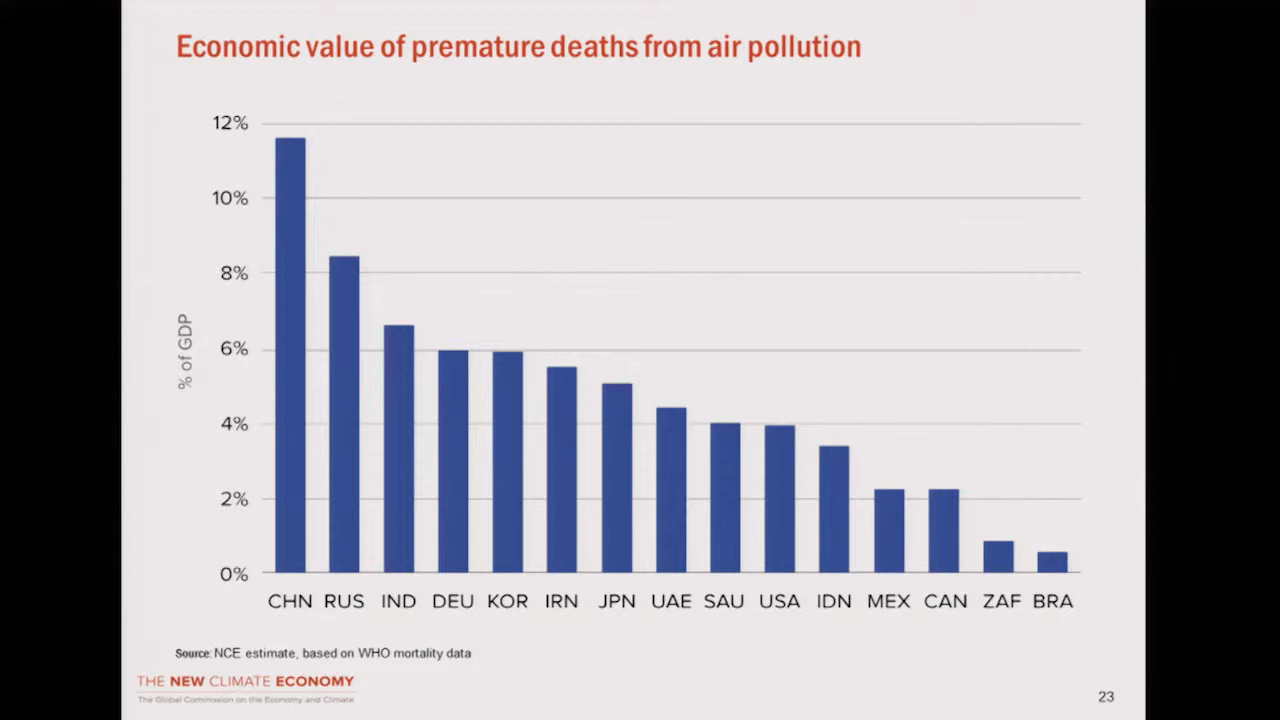 Economic value of premature deaths from air pollution
12%
10%
8%
6%
4%
2%
0%
% of GDP
CHN RUS IND DEU KOR IRN JPN UAE SAU USA IDN MEX CAN ZAF BRA
Source: NCE estimate, based on WHO mortality data
THE NEW CLIMATE ECONOMY
The Global Commission on the Economy and Climate
23